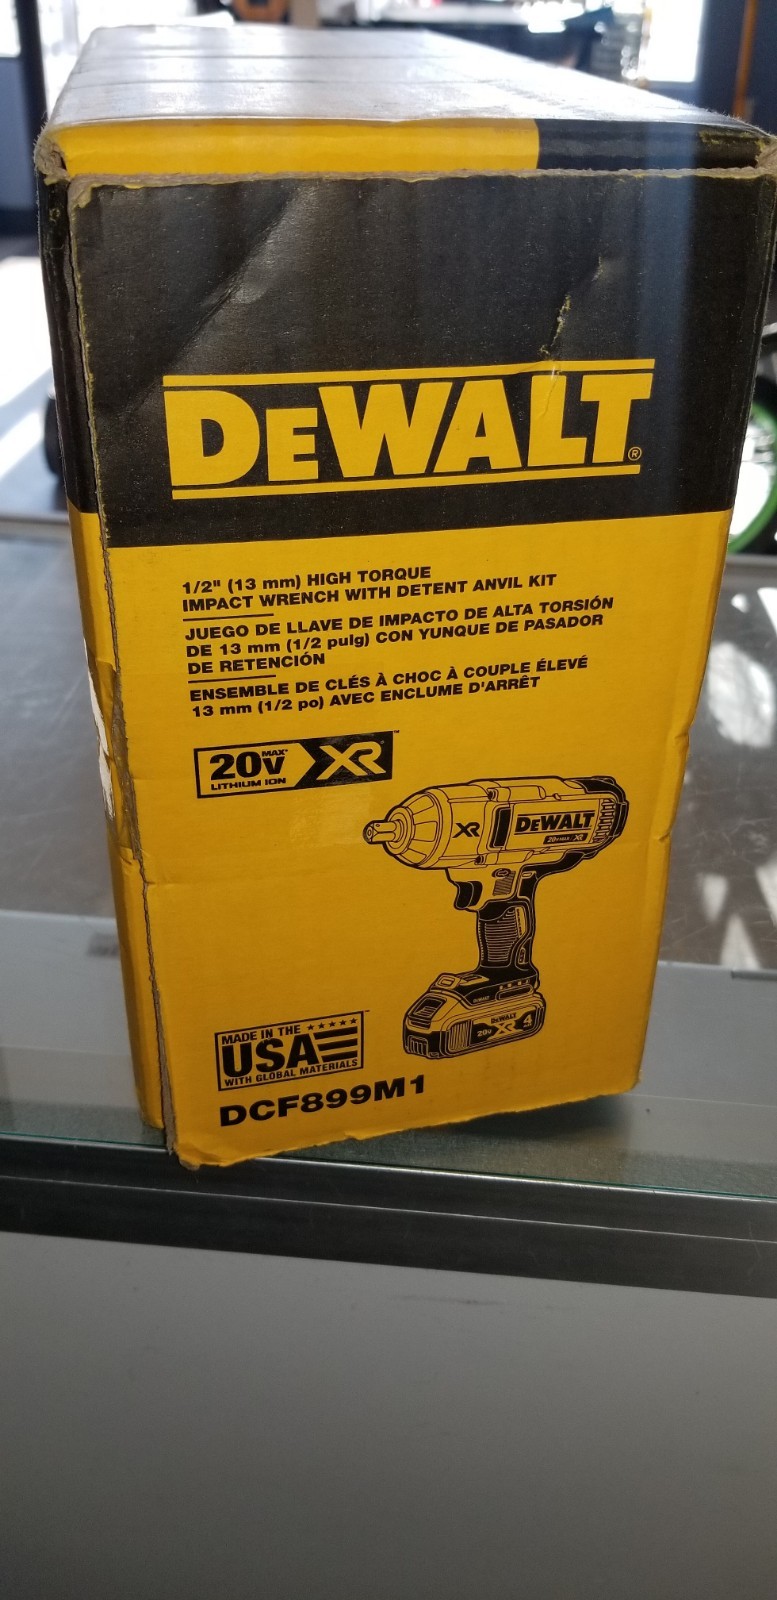 DEWALT®
1/2" (13 mm) HIGH TORQUE
IMPACT WRENCH WITH DETENT ANVIL KIT
JUEGO DE LLAVE DE IMPACTO DE ALTA TORSIÓN
DE 13 mm (1/2 pulg) CON YUNQUE DE PASADOR
DE RETENCIÓN
ENSEMBLE DE CLÉS À CHOC À COUPLE ÉLEVÉ
13 mm (1/2 po) AVEC ENCLUME D'ARRÊT
20V MAX* XR™
LITHIUM ION
XR DEWALT
20V MAX XR
DEWALT
DEWALT
20V XR 4
MADE IN THE
USA
WITH GLOBAL MATERIALS
DCF899M1